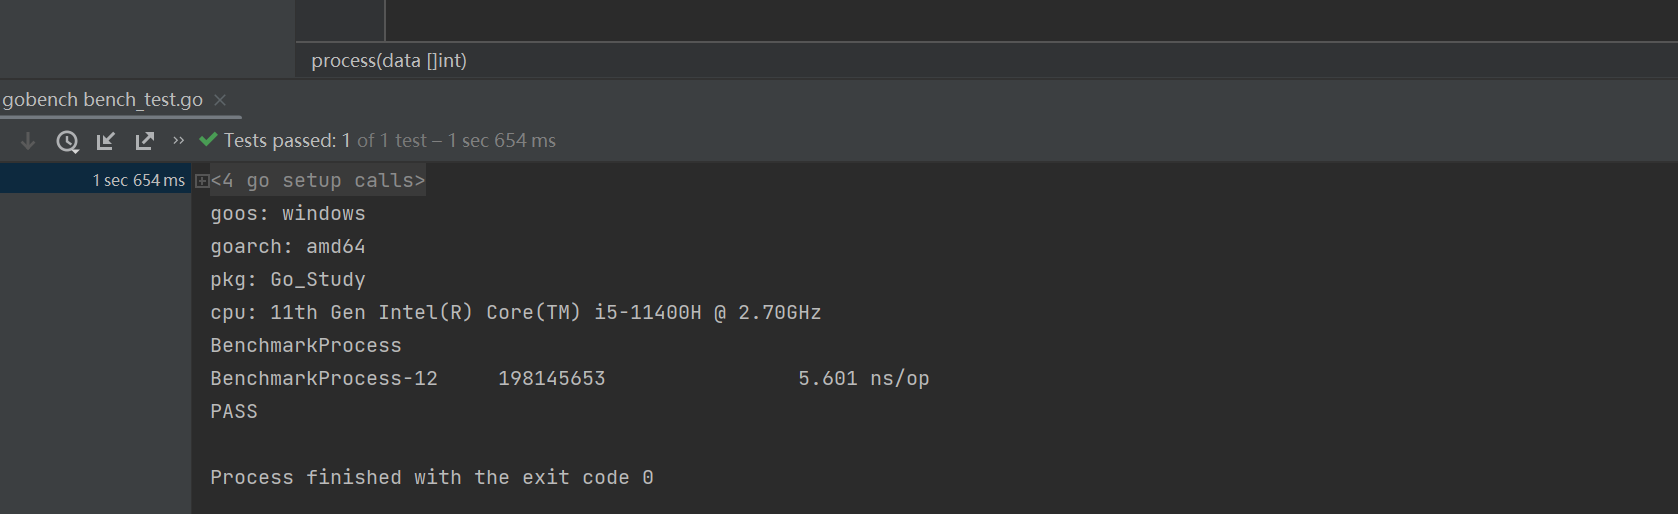 process(data []int)
gobench bench_test.go
Tests passed: 1 of 1 test – 1 sec 654 ms
1 sec 654 ms
<4 go setup calls>
goos: windows
goarch: amd64
pkg: Go_Study
cpu: 11th Gen Intel(R) Core(TM) i5-11400H @ 2.70GHz
BenchmarkProcess
BenchmarkProcess-12     198145653                5.601 ns/op
PASS
Process finished with the exit code 0